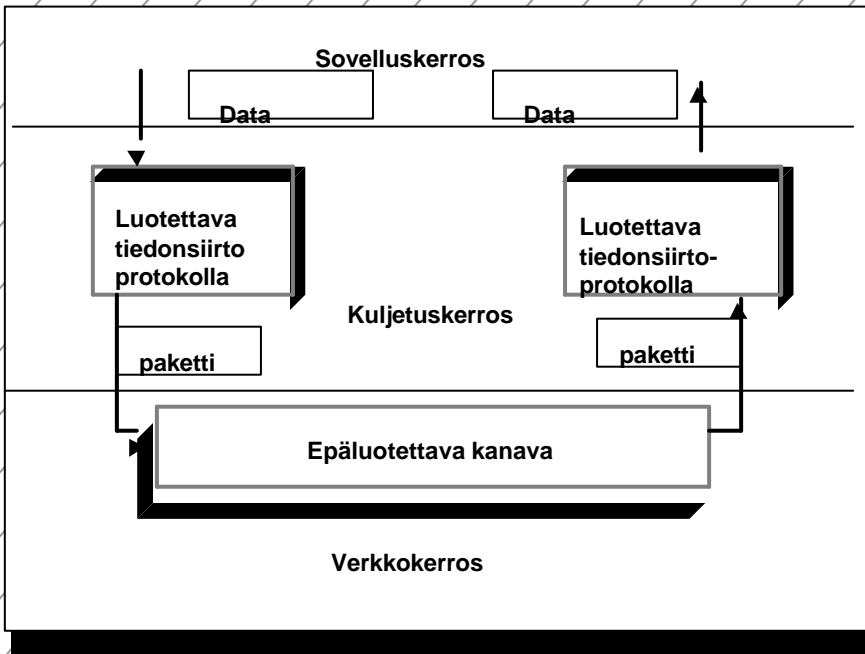 Sovelluskerros
Data
Data
Luotettava
tiedonsiirto
protokolla
Luotettava
tiedonsiirto-
protokolla
Kuljetuskerros
paketti
paketti
Epäluotettava kanava
Verkkokerros